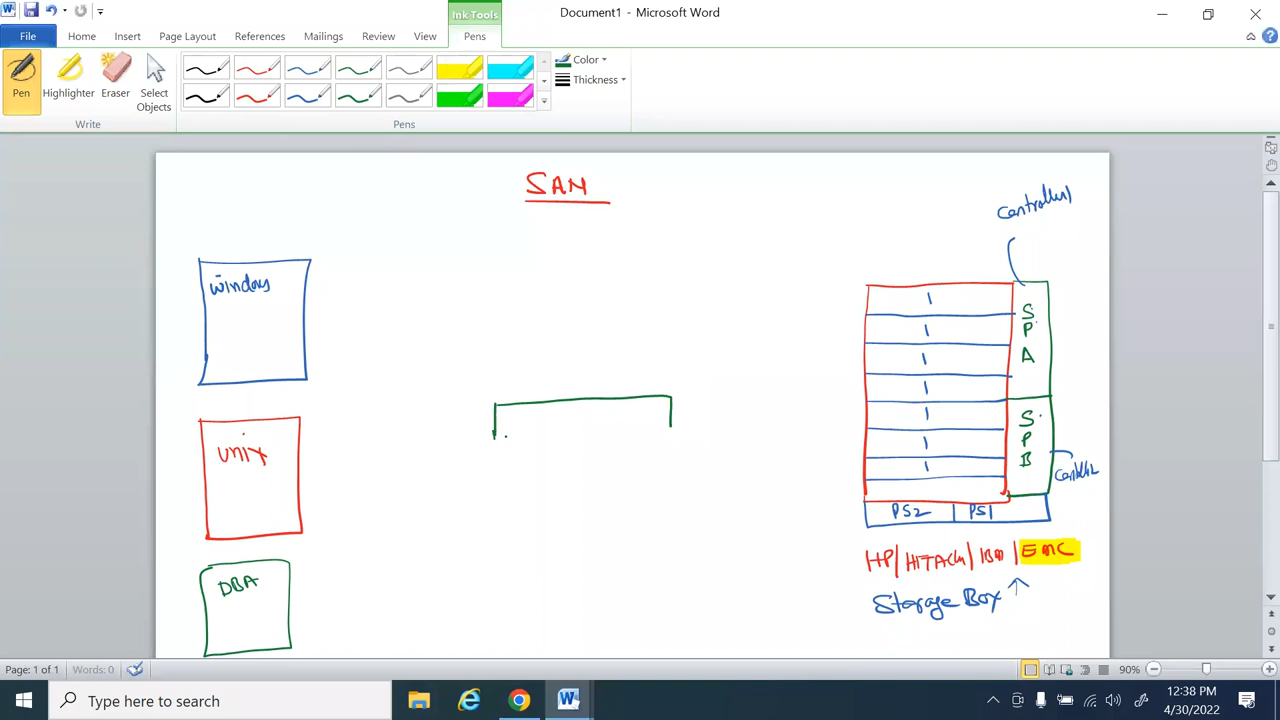 Ink Tools
Document1 - Microsoft Word
File Home Insert Page Layout References Mailings Review View Pens
Pen Highlighter Eraser Select Objects
Color
Thickness
Write Pens
SAN
windows
unix
DBA
SPA
SPB
PS2 PS1
HP/ HITACHI/ IBM/ EMC
Storage Box
Page: 1 of 1 Words: 0 90%
Type here to search
12:38 PM
4/30/2022